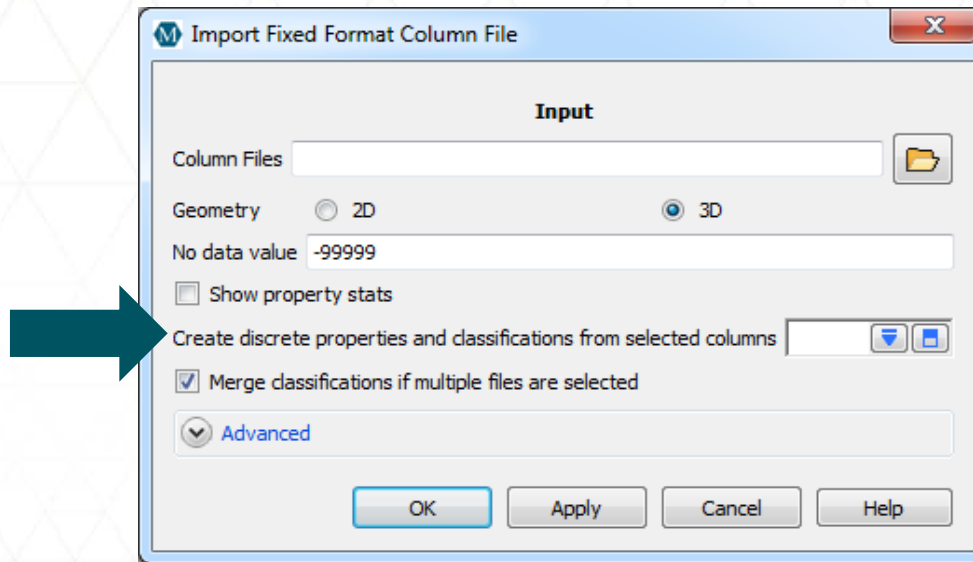 M Import Fixed Format Column File
Input
Column Files
Geometry 2D 3D
No data value -99999
Show property stats
Create discrete properties and classifications from selected columns
Merge classifications if multiple files are selected
Advanced
OK Apply Cancel Help